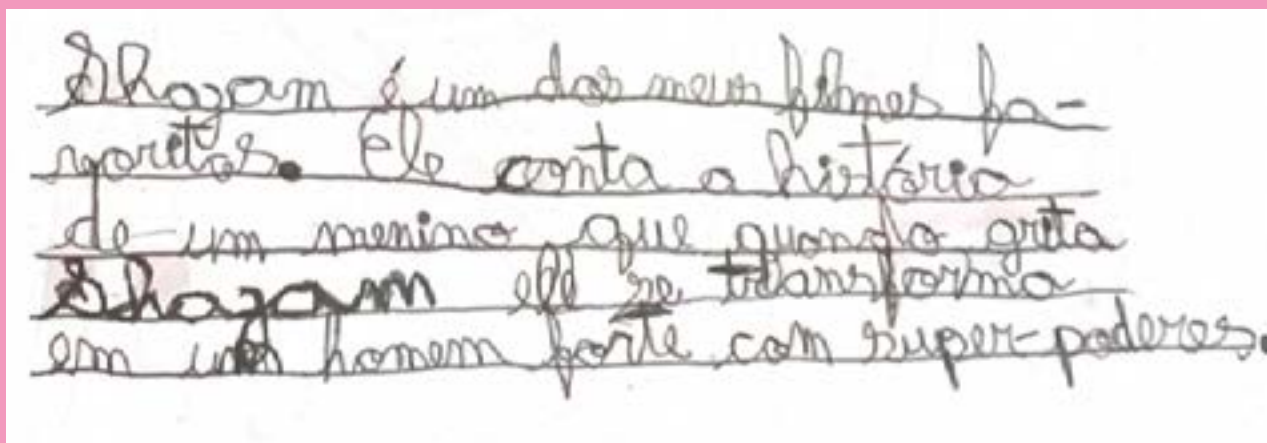 Shazam é um dos meus filmes fa-
voritos. Ele conta a história
de um menino que quando grita
Shazam ele se transforma
em um homem forte com super-poderes.